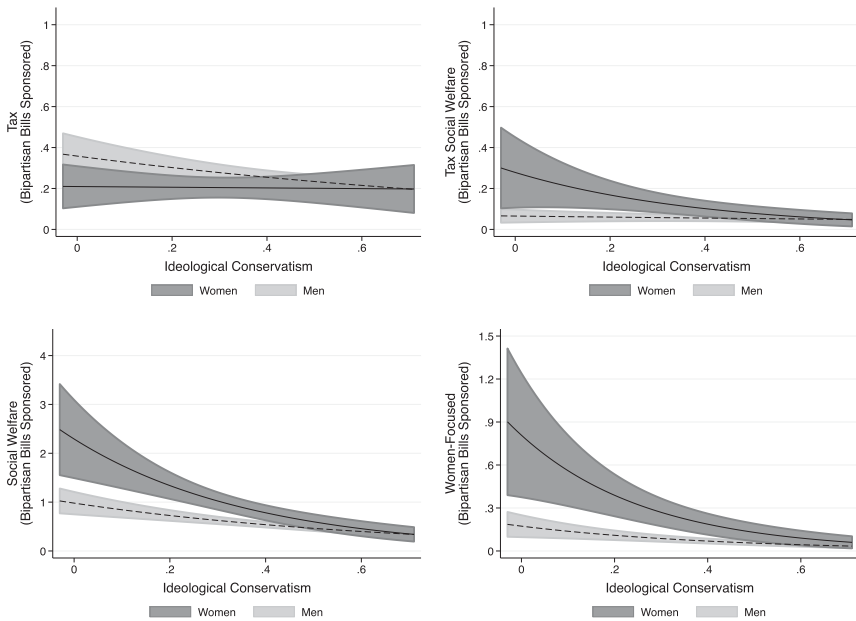 Tax
(Bipartisan Bills Sponsored)
1
.8
.6
.4
.2
0
0
.2
.4
.6
Ideological Conservatism
Women
Men
Tax Social Welfare
(Bipartisan Bills Sponsored)
1
.8
.6
.4
.2
0
0
.2
.4
.6
Ideological Conservatism
Women
Men
Social Welfare
(Bipartisan Bills Sponsored)
4
3
2
1
0
0
.2
.4
.6
Ideological Conservatism
Women
Men
Women-Focused
(Bipartisan Bills Sponsored)
1.5
1.2
.9
.6
.3
0
0
.2
.4
.6
Ideological Conservatism
Women
Men